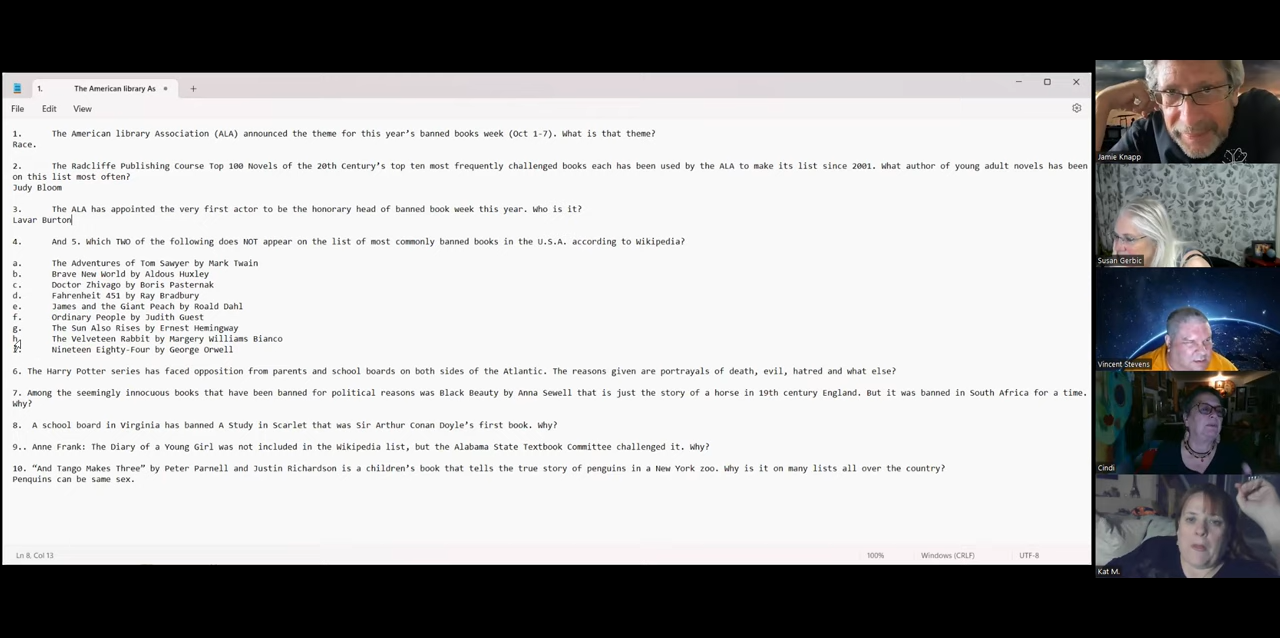 1. The American library As
File Edit View
1. The American library Association (ALA) announced the theme for this year’s banned books week (Oct 1-7). What is that theme?
Race.
2. The Radcliffe Publishing Course Top 100 Novels of the 20th Century’s top ten most frequently challenged books each has been used by the ALA to make its list since 2001. What author of young adult novels has been
on this list most often?
Judy Bloom
3. The ALA has appointed the very first actor to be the honorary head of banned book week this year. Who is it?
Lavar Burton
4. And 5. Which TWO of the following does NOT appear on the list of most commonly banned books in the U.S.A. according to Wikipedia?
a. The Adventures of Tom Sawyer by Mark Twain
b. Brave New World by Aldous Huxley
c. Doctor Zhivago by Boris Pasternak
d. Fahrenheit 451 by Ray Bradbury
e. James and the Giant Peach by Roald Dahl
f. Ordinary People by Judith Guest
g. The Sun Also Rises by Ernest Hemingway
h. The Velveteen Rabbit by Margery Williams Bianco
Nineteen Eighty-Four by George Orwell
6. The Harry Potter series has faced opposition from parents and school boards on both sides of the Atlantic. The reasons given are portrayals of death, evil, hatred and what else?
7. Among the seemingly innocuous books that have been banned for political reasons was Black Beauty by Anna Sewell that is just the story of a horse in 19th century England. But it was banned in South Africa for a time.
Why?
8. A school board in Virginia has banned A Study in Scarlet that was Sir Arthur Conan Doyle’s first book. Why?
9.. Anne Frank: The Diary of a Young Girl was not included in the Wikipedia list, but the Alabama State Textbook Committee challenged it. Why?
10. “And Tango Makes Three” by Peter Parnell and Justin Richardson is a children’s book that tells the true story of penguins in a New York zoo. Why is it on many lists all over the country?
Penquins can be same sex.
Ln 8, Col 13 100% Windows (CRLF) UTF-8
Jamie Knapp
Susan Gerbic
Vincent Stevens
Cindi
Kat M.